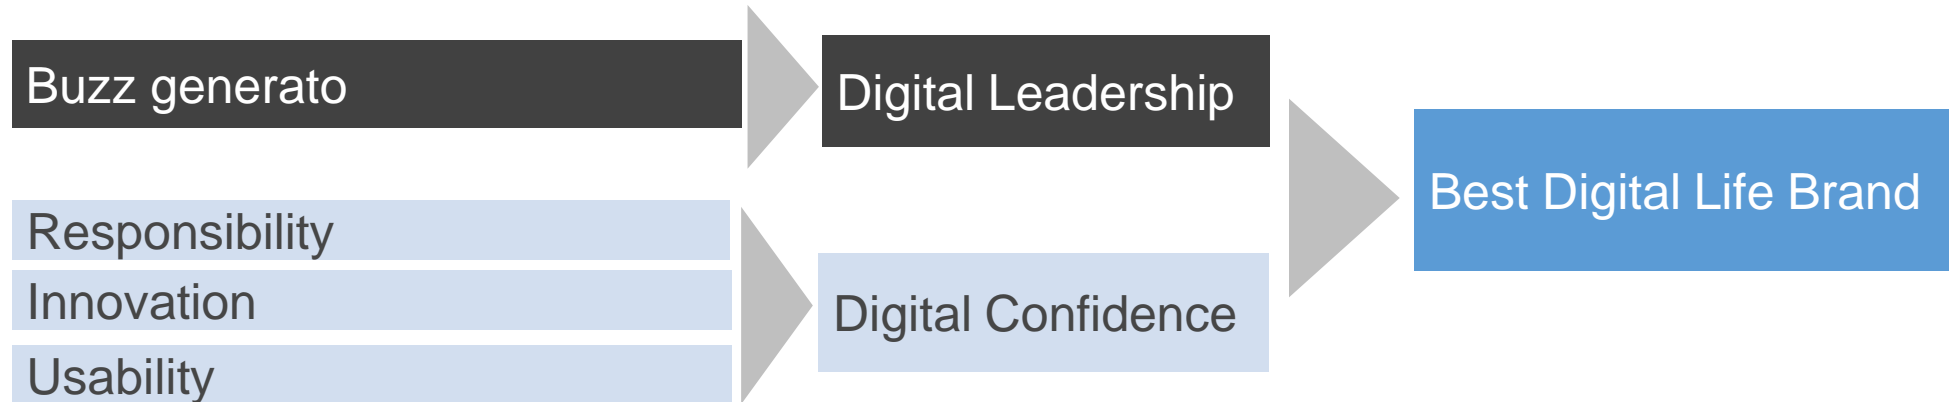 Buzz generato
Digital Leadership
Best Digital Life Brand
Responsibility
Innovation
Digital Confidence
Usability